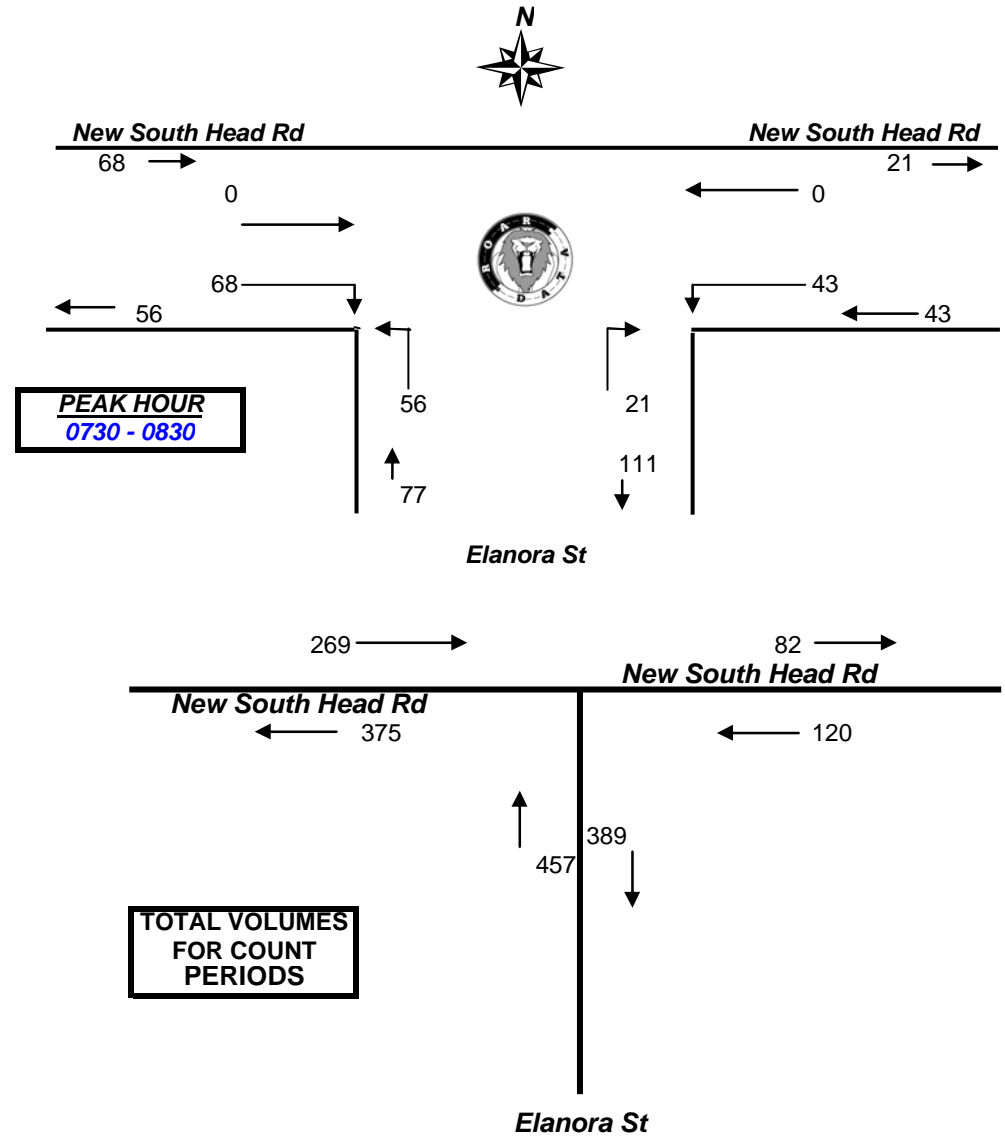 N
New South Head Rd New South Head Rd
68 21
0 0
68 43
56 43
PEAK HOUR
0730 - 0830
56 21
111
77
Elanora St
269 82
New South Head Rd
New South Head Rd
375 120
389
457
TOTAL VOLUMES
FOR COUNT
PERIODS
Elanora St
ROAR DATA